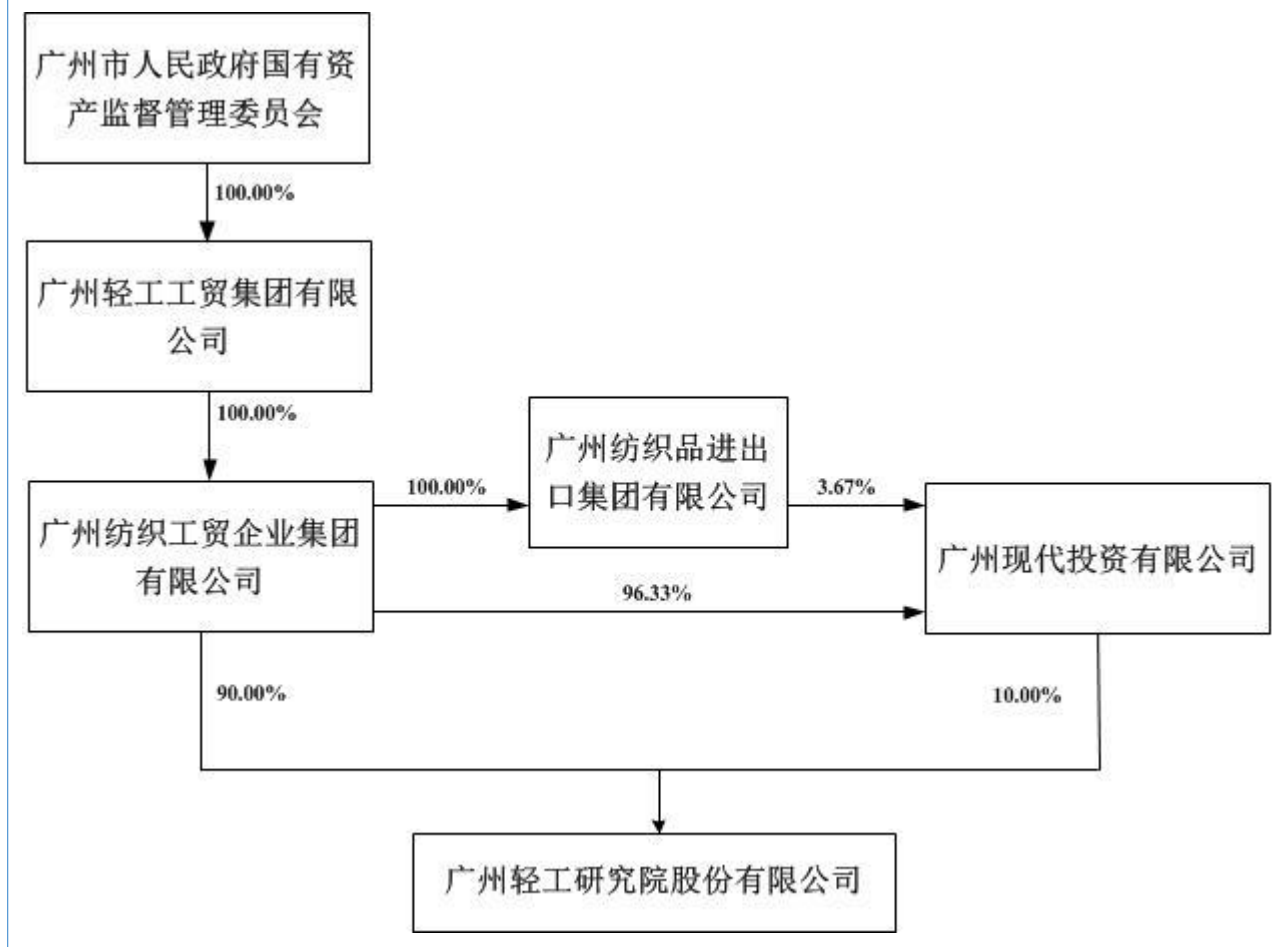 广州市人民政府国有资
产监督管理委员会
100.00%
广州轻工工贸集团有限
公司
100.00%
广州纺织工贸企业集团
有限公司
100.00%
广州纺织品进出
口集团有限公司
3.67%
96.33%
广州现代投资有限公司
90.00%
10.00%
广州轻工研究院股份有限公司